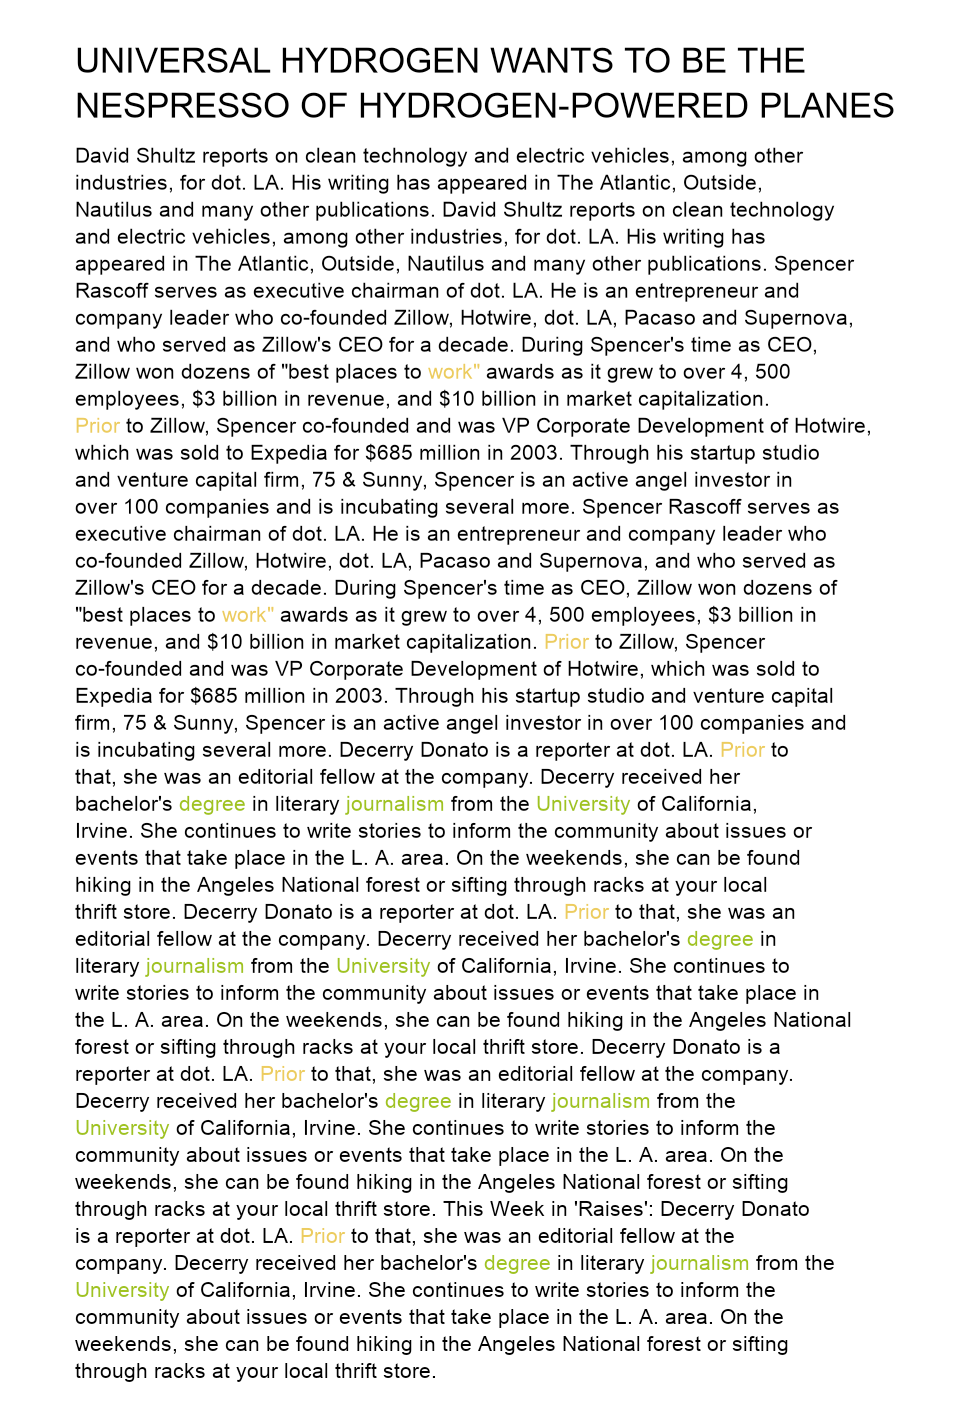 UNIVERSAL HYDROGEN WANTS TO BE THE
NESPRESSO OF HYDROGEN-POWERED PLANES
David Shultz reports on clean technology and electric vehicles, among other
industries, for dot. LA. His writing has appeared in The Atlantic, Outside,
Nautilus and many other publications. David Shultz reports on clean technology
and electric vehicles, among other industries, for dot. LA. His writing has
appeared in The Atlantic, Outside, Nautilus and many other publications. Spencer
Rascoff serves as executive chairman of dot. LA. He is an entrepreneur and
company leader who co-founded Zillow, Hotwire, dot. LA, Pacaso and Supernova,
and who served as Zillow's CEO for a decade. During Spencer's time as CEO,
Zillow won dozens of "best places to work" awards as it grew to over 4, 500
employees, $3 billion in revenue, and $10 billion in market capitalization.
Prior to Zillow, Spencer co-founded and was VP Corporate Development of Hotwire,
which was sold to Expedia for $685 million in 2003. Through his startup studio
and venture capital firm, 75 & Sunny, Spencer is an active angel investor in
over 100 companies and is incubating several more. Spencer Rascoff serves as
executive chairman of dot. LA. He is an entrepreneur and company leader who
co-founded Zillow, Hotwire, dot. LA, Pacaso and Supernova, and who served as
Zillow's CEO for a decade. During Spencer's time as CEO, Zillow won dozens of
"best places to work" awards as it grew to over 4, 500 employees, $3 billion in
revenue, and $10 billion in market capitalization. Prior to Zillow, Spencer
co-founded and was VP Corporate Development of Hotwire, which was sold to
Expedia for $685 million in 2003. Through his startup studio and venture capital
firm, 75 & Sunny, Spencer is an active angel investor in over 100 companies and
is incubating several more. Decerry Donato is a reporter at dot. LA. Prior to
that, she was an editorial fellow at the company. Decerry received her
bachelor's degree in literary journalism from the University of California,
Irvine. She continues to write stories to inform the community about issues or
events that take place in the L. A. area. On the weekends, she can be found
hiking in the Angeles National forest or sifting through racks at your local
thrift store. Decerry Donato is a reporter at dot. LA. Prior to that, she was an
editorial fellow at the company. Decerry received her bachelor's degree in
literary journalism from the University of California, Irvine. She continues to
write stories to inform the community about issues or events that take place in
the L. A. area. On the weekends, she can be found hiking in the Angeles National
forest or sifting through racks at your local thrift store. Decerry Donato is a
reporter at dot. LA. Prior to that, she was an editorial fellow at the company.
Decerry received her bachelor's degree in literary journalism from the
University of California, Irvine. She continues to write stories to inform the
community about issues or events that take place in the L. A. area. On the
weekends, she can be found hiking in the Angeles National forest or sifting
through racks at your local thrift store. This Week in 'Raises': Decerry Donato
is a reporter at dot. LA. Prior to that, she was an editorial fellow at the
company. Decerry received her bachelor's degree in literary journalism from the
University of California, Irvine. She continues to write stories to inform the
community about issues or events that take place in the L. A. area. On the
weekends, she can be found hiking in the Angeles National forest or sifting
through racks at your local thrift store.